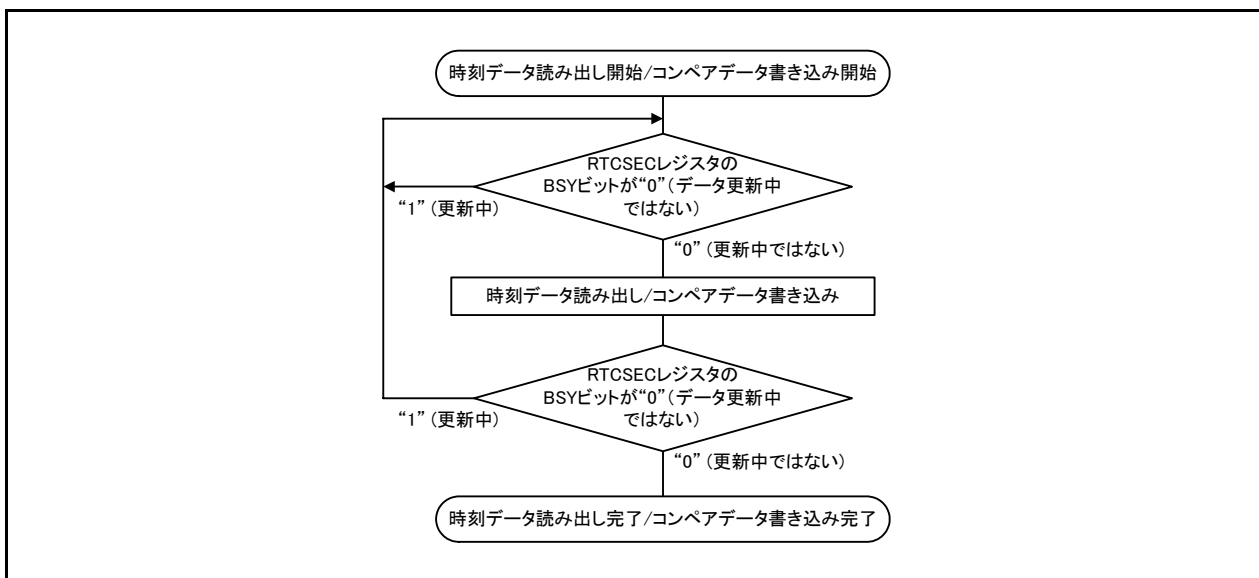 時刻データ読み出し開始/コンペアデータ書き込み開始
RTCSECレジスタの
BSYビットが“0”（データ更新中
ではない）
“1”（更新中）
“0”（更新中ではない）
時刻データ読み出し/コンペアデータ書き込み
RTCSECレジスタの
BSYビットが“0”（データ更新中
ではない）
“1”（更新中）
“0”（更新中ではない）
時刻データ読み出し完了/コンペアデータ書き込み完了